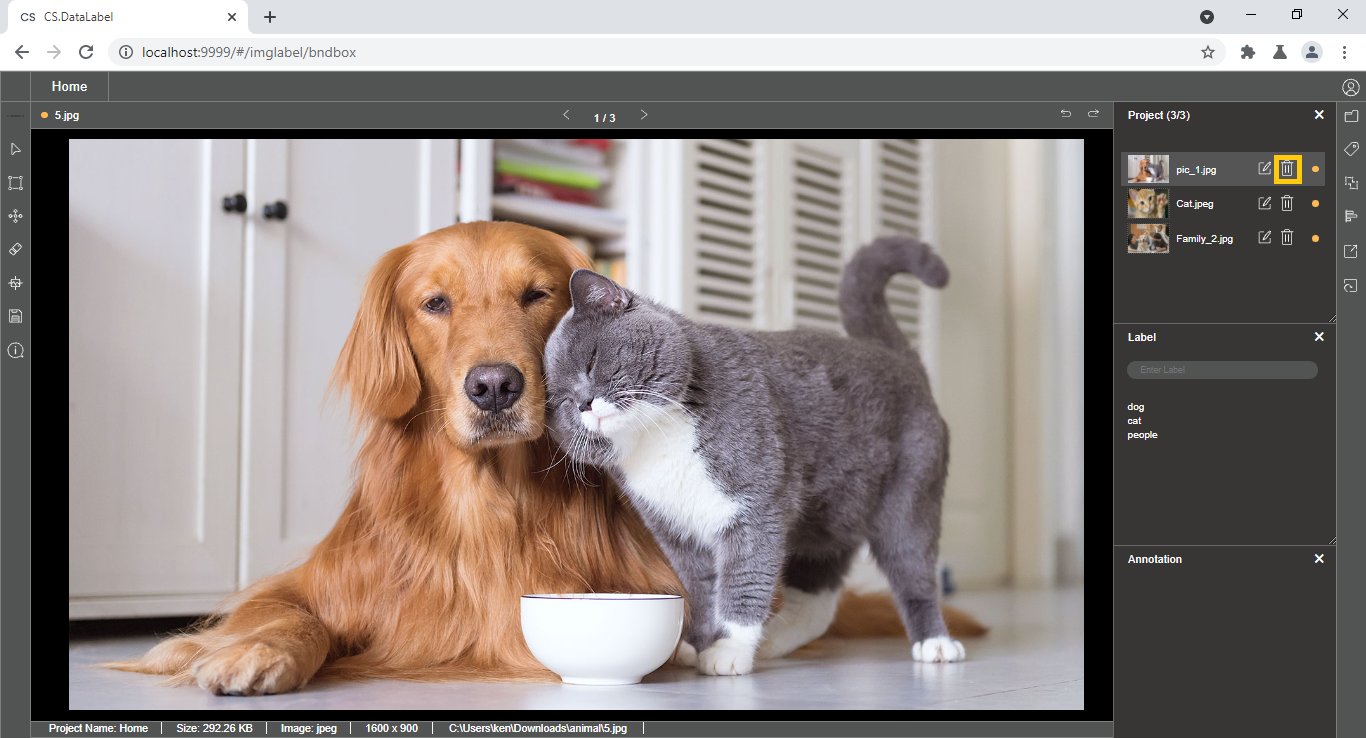 CS CS.DataLabel
localhost:9999/#/imglabel/bndbox
Home
5.jpg
1 / 3
Project (3/3)
pic_1.jpg
Cat.jpeg
Family_2.jpg
Label
Enter Label
dog
cat
people
Annotation
Project Name: Home Size: 292.26 KB Image: jpeg 1600 x 900 C:\Users\ken\Downloads\animal\5.jpg